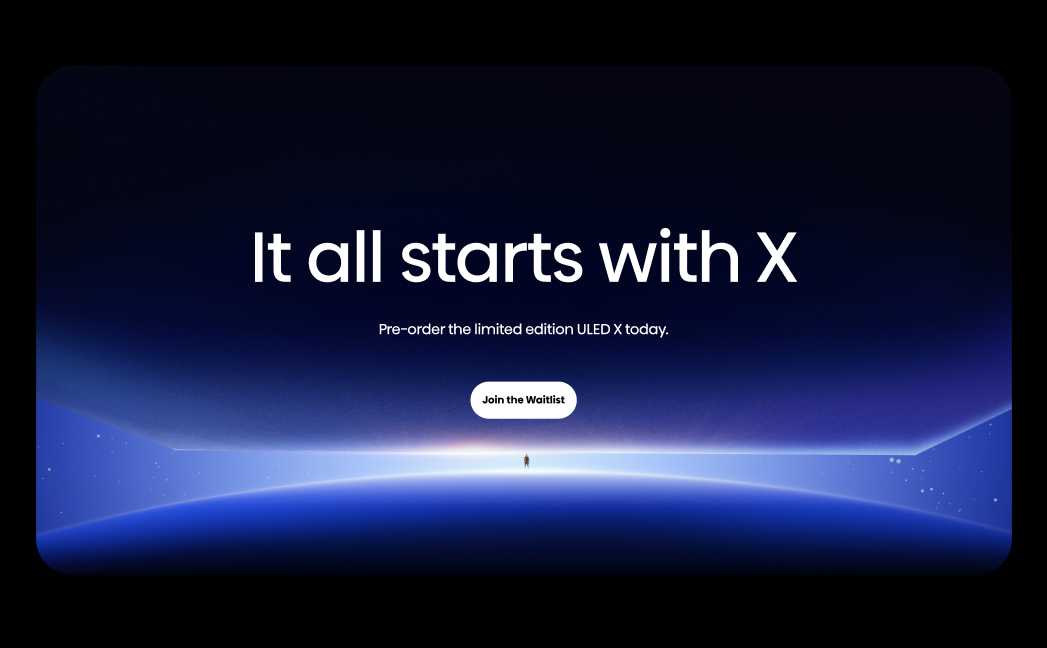 It all starts with X
Pre-order the limited edition ULED X today.
Join the Waitlist